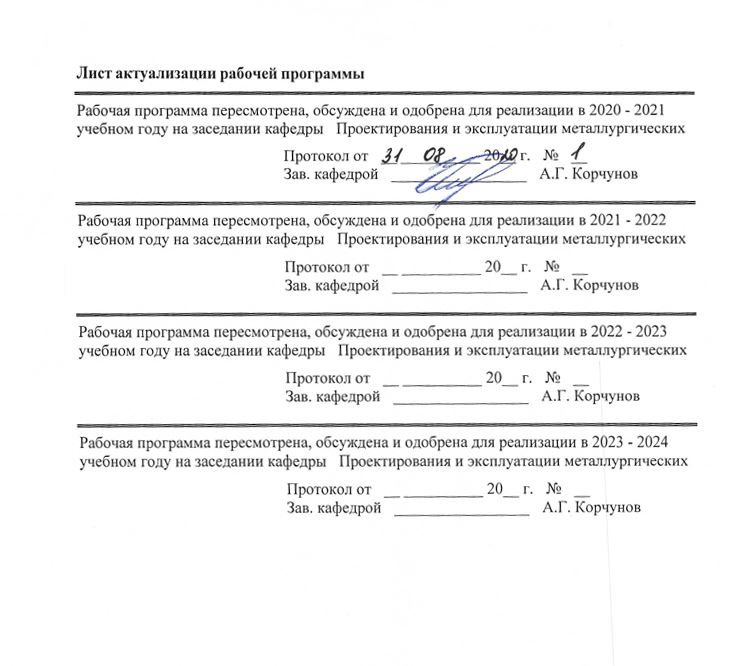 Лист актуализации рабочей программы
Рабочая программа пересмотрена, обсуждена и одобрена для реализации в 2020 - 2021
учебном году на заседании кафедры Проектирования и эксплуатации металлургических
Протокол от 31 08 2020 г. № 1
Зав. кафедрой ________________ А.Г. Корчунов
Рабочая программа пересмотрена, обсуждена и одобрена для реализации в 2021 - 2022
учебном году на заседании кафедры Проектирования и эксплуатации металлургических
Протокол от __ __________ 20__ г. № __
Зав. кафедрой ________________ А.Г. Корчунов
Рабочая программа пересмотрена, обсуждена и одобрена для реализации в 2022 - 2023
учебном году на заседании кафедры Проектирования и эксплуатации металлургических
Протокол от __ __________ 20__ г. № __
Зав. кафедрой ________________ А.Г. Корчунов
Рабочая программа пересмотрена, обсуждена и одобрена для реализации в 2023 - 2024
учебном году на заседании кафедры Проектирования и эксплуатации металлургических
Протокол от __ __________ 20__ г. № __
Зав. кафедрой ________________ А.Г. Корчунов